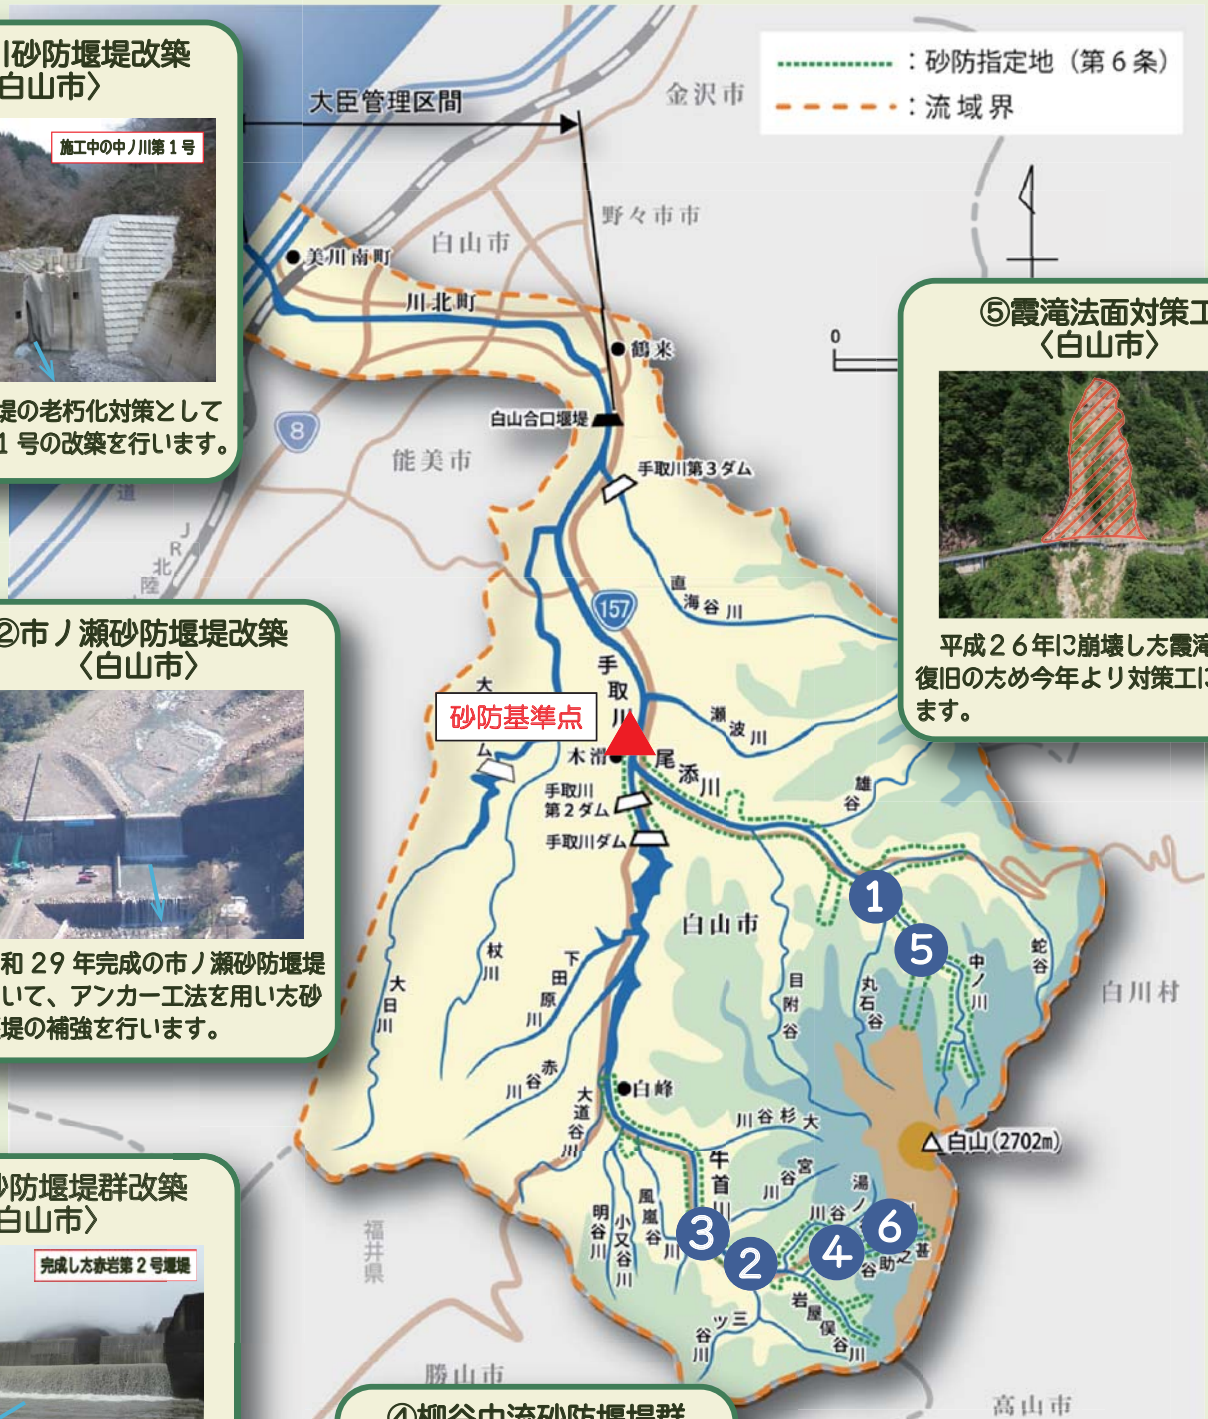 川砂防堰堤改築
白山市〉
施工中の中ノ川第1号
堤の老朽化対策として
1号の改築を行います。
大臣管理区間
金沢市
：砂防指定地（第6条）
：流域界
野々市市
白山市
美川南町
川北町
鶴来
0
白山合口堰堤
8
能美市
手取川第3ダム
道
JR北陸
⑤霞滝法面対策工
〈白山市〉
平成26年に崩壊した霞滝
復旧のため今年より対策工に
ます。
直海谷川
157
②市ノ瀬砂防堰堤改築
〈白山市〉
和29年完成の市ノ瀬砂防堰堤
いて、アンカー工法を用いた砂
堤の補強を行います。
手取川
大
ム
砂防基準点
瀬波川
木滑
尾添川
雄谷
手取川
第2ダム
手取川ダム
白山市
1
5
蛇谷
中ノ川
白川村
杖川
下田原川
目附谷
丸石谷
大日川
赤谷川
白峰
大道谷川
大杉谷川
白山(2702m)
牛首川
宮谷川
湯ノ谷川
明谷川
小又谷川
風嵐谷川
3
2
4
6
甚之助谷
岩屋俣谷川
三ツ谷川
福井県
勝山市
高山市
砂防堰堤群改築
白山市〉
完成した赤岩第2号堰堤
④柳谷中流砂防堰堤群